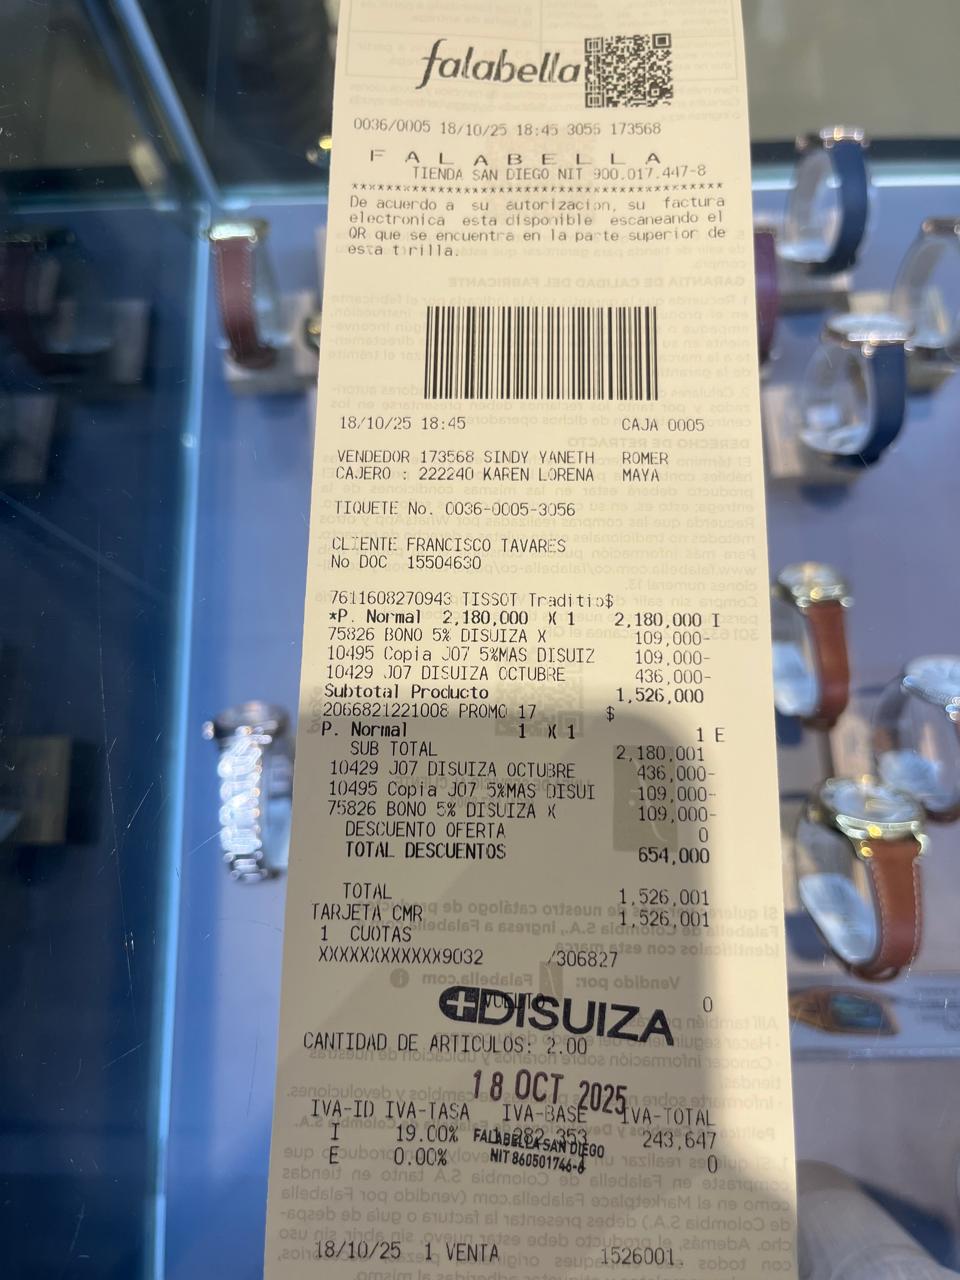 falabella
0036/0005 18/10/25 18:45 3056 173568
F A L A B E L L A
TIENDA SAN DIEGO NIT 900.017.447-8
************************************************
De acuerdo a su autorizacion, su factura
electronica esta disponible escaneando el
QR que se encuentra en la parte superior de
esta tirilla.
18/10/25 18:45 CAJA 0005
VENDEDOR 173568 SINDY YANETH ROMER
CAJERO : 222240 KAREN LORENA MAYA
TIQUETE No. 0036-0005-3056
CLIENTE FRANCISCO TAVARES
No DOC 15504630
7611608270943 TISSOT Traditio$
*P. Normal 2,180,000 X 1 2,180,000 I
75826 BONO 5% DISUIZA X 109,000-
10495 Copia J07 5%MAS DISUIZ 109,000-
10429 J07 DISUIZA OCTUBRE 436,000-
Subtotal Producto 1,526,000
2066821221008 PROMO 17 $
P. Normal 1 X 1 1 E
SUB TOTAL 2,180,001
10429 J07 DISUIZA OCTUBRE 436,000-
10495 Copia J07 5%MAS DISUI 109,000-
75826 BONO 5% DISUIZA X 109,000-
DESCUENTO OFERTA 0
TOTAL DESCUENTOS 654,000
TOTAL 1,526,001
TARJETA CMR 1,526,001
1 CUOTAS
XXXXXXXXXXXX9032 /306827
VUELTO 0
DISUIZA
CANTIDAD DE ARTICULOS: 2.00
18 OCT 2025
IVA-ID IVA-TASA IVA-BASE IVA-TOTAL
I 19.00% 282,353 243,647
E 0.00% 0
FALABELLA SAN DIEGO
NIT 860501746-6
18/10/25 1 VENTA 1526001.